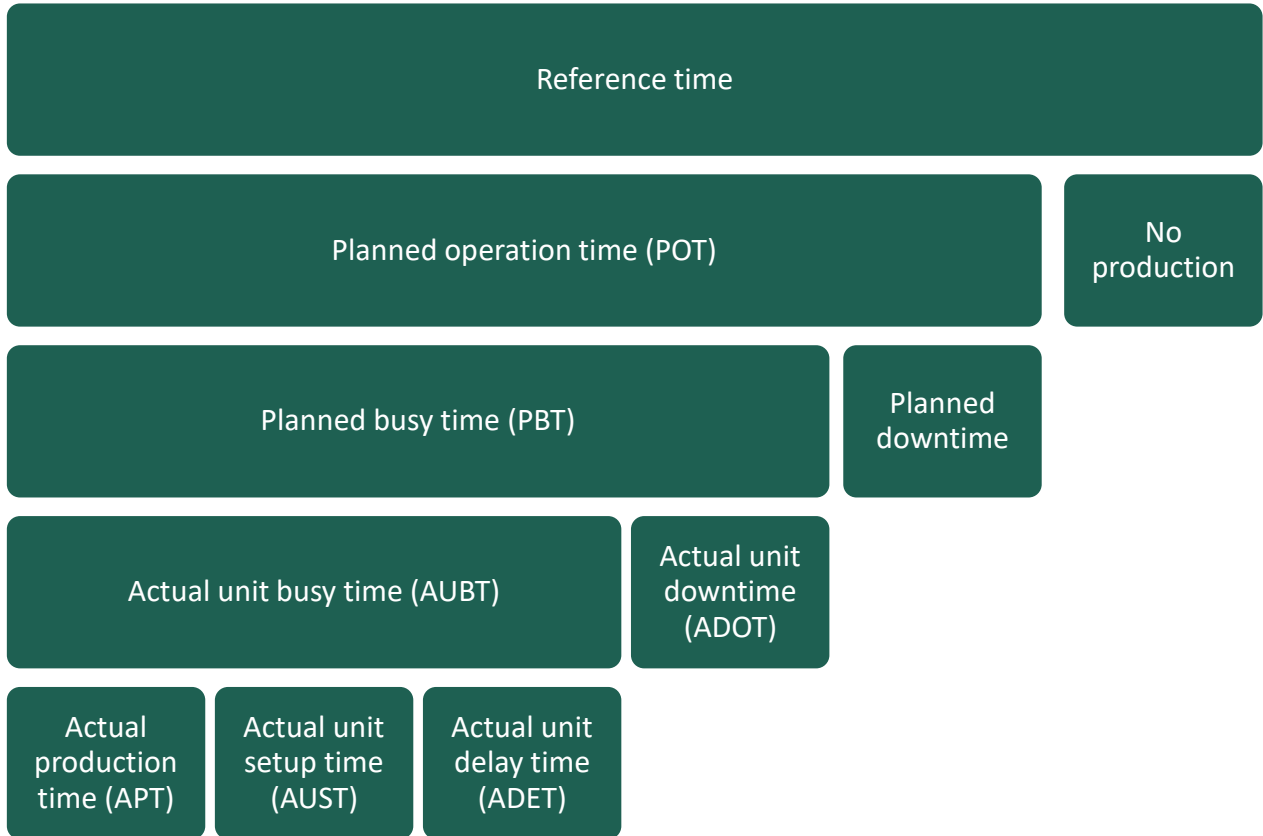 Reference time
Planned operation time (POT)
No
production
Planned busy time (PBT)
Planned
downtime
Actual unit busy time (AUBT)
Actual unit
downtime
(ADOT)
Actual
production
time (APT)
Actual unit
setup time
(AUST)
Actual unit
delay time
(ADET)